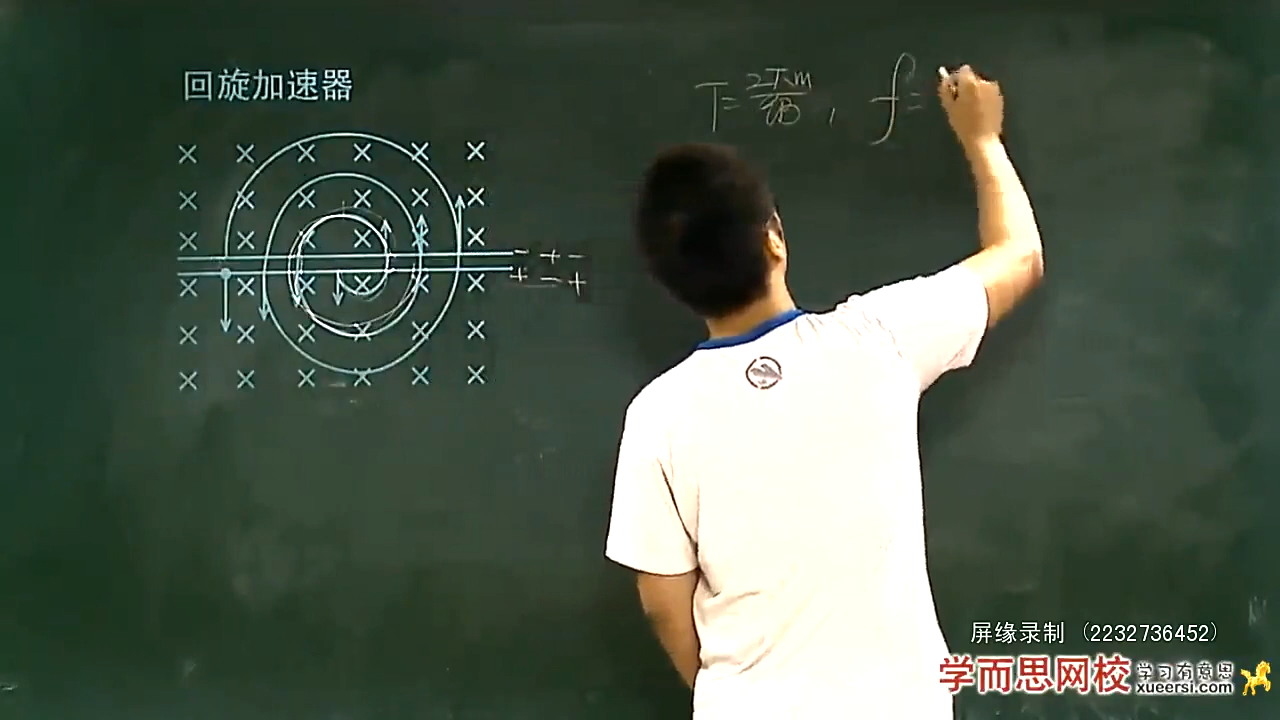 回旋加速器
T=2πm/qB, f=
× × × × × ×
× × × × × ×
× × × × × ×
- + -
+ - +
× × × × × ×
× × × × × ×
× × × × × ×
屏缘录制 (2232736452)
学而思网校 学习有意思
xueersi.com